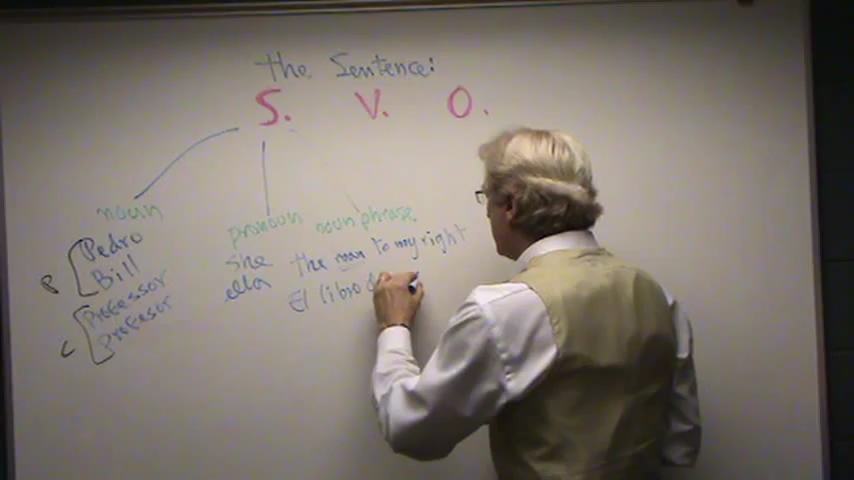 The Sentence:
S. V. O.
noun
pronoun
noun phrase
P
Pedro
Bill
C
Professor
Profesor
she
ella
the man to my right
El libro d